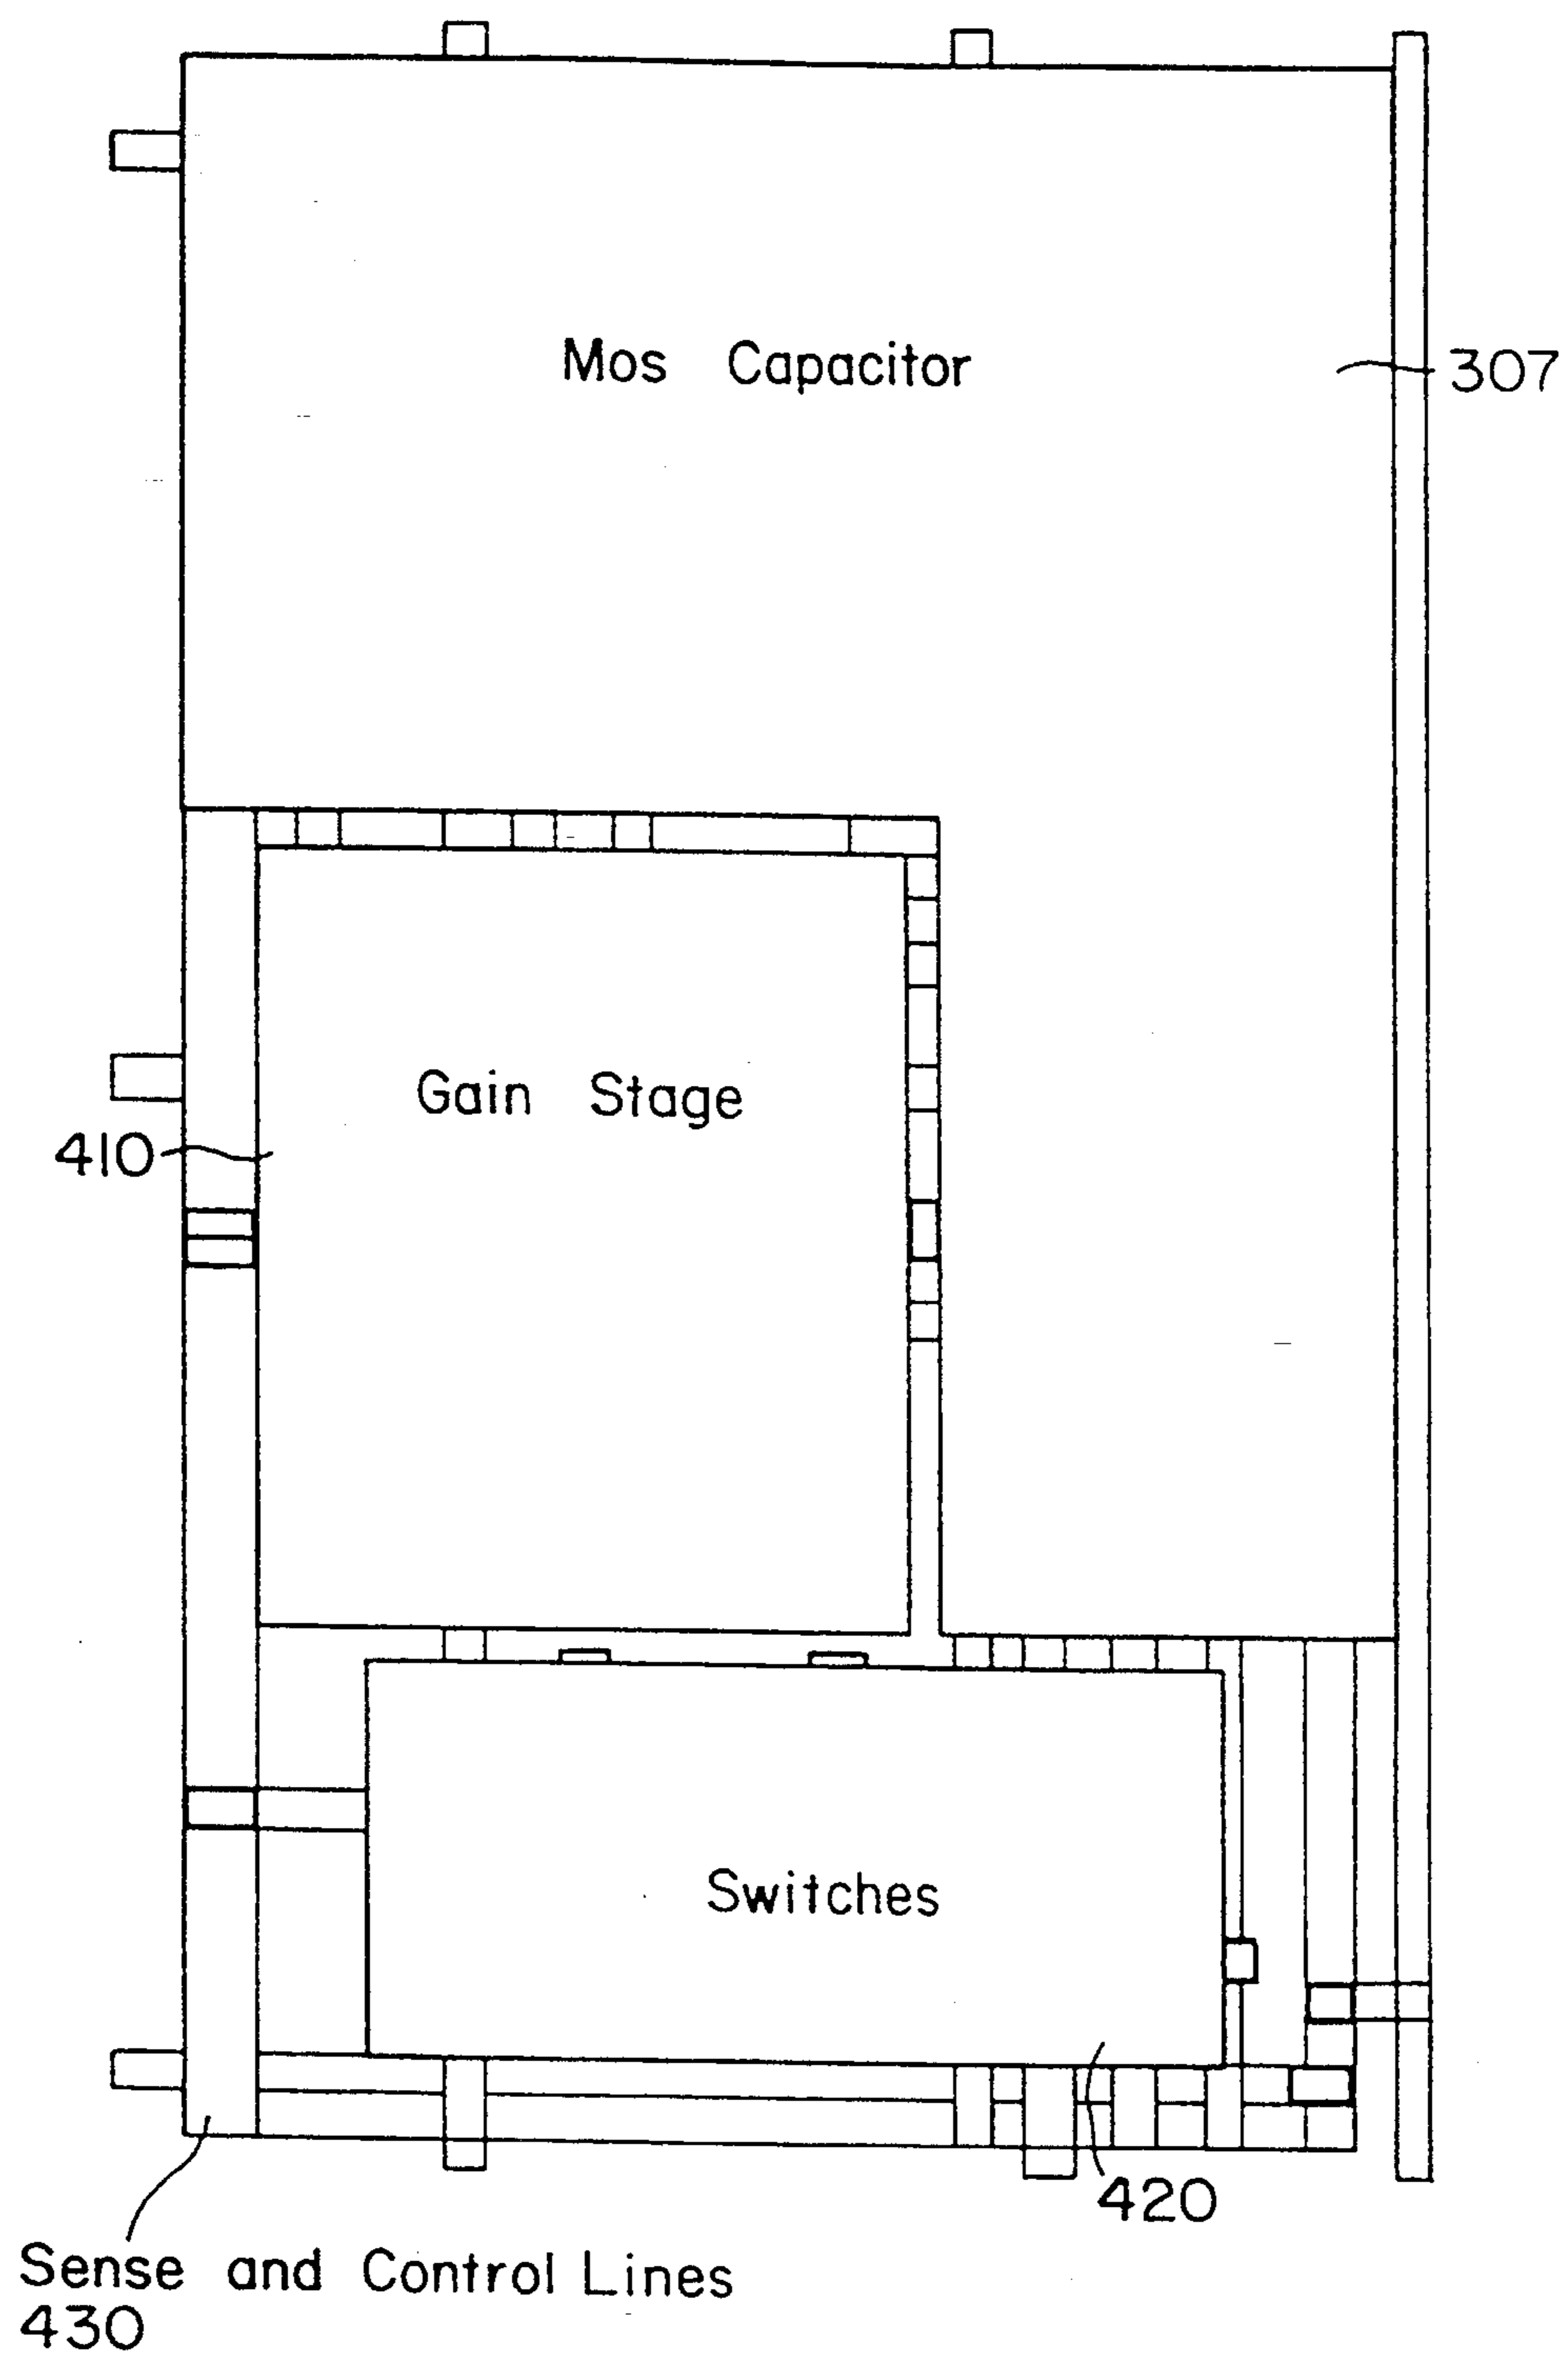 Mos Capacitor
307
Gain Stage
410
Switches
420
Sense and Control Lines
430